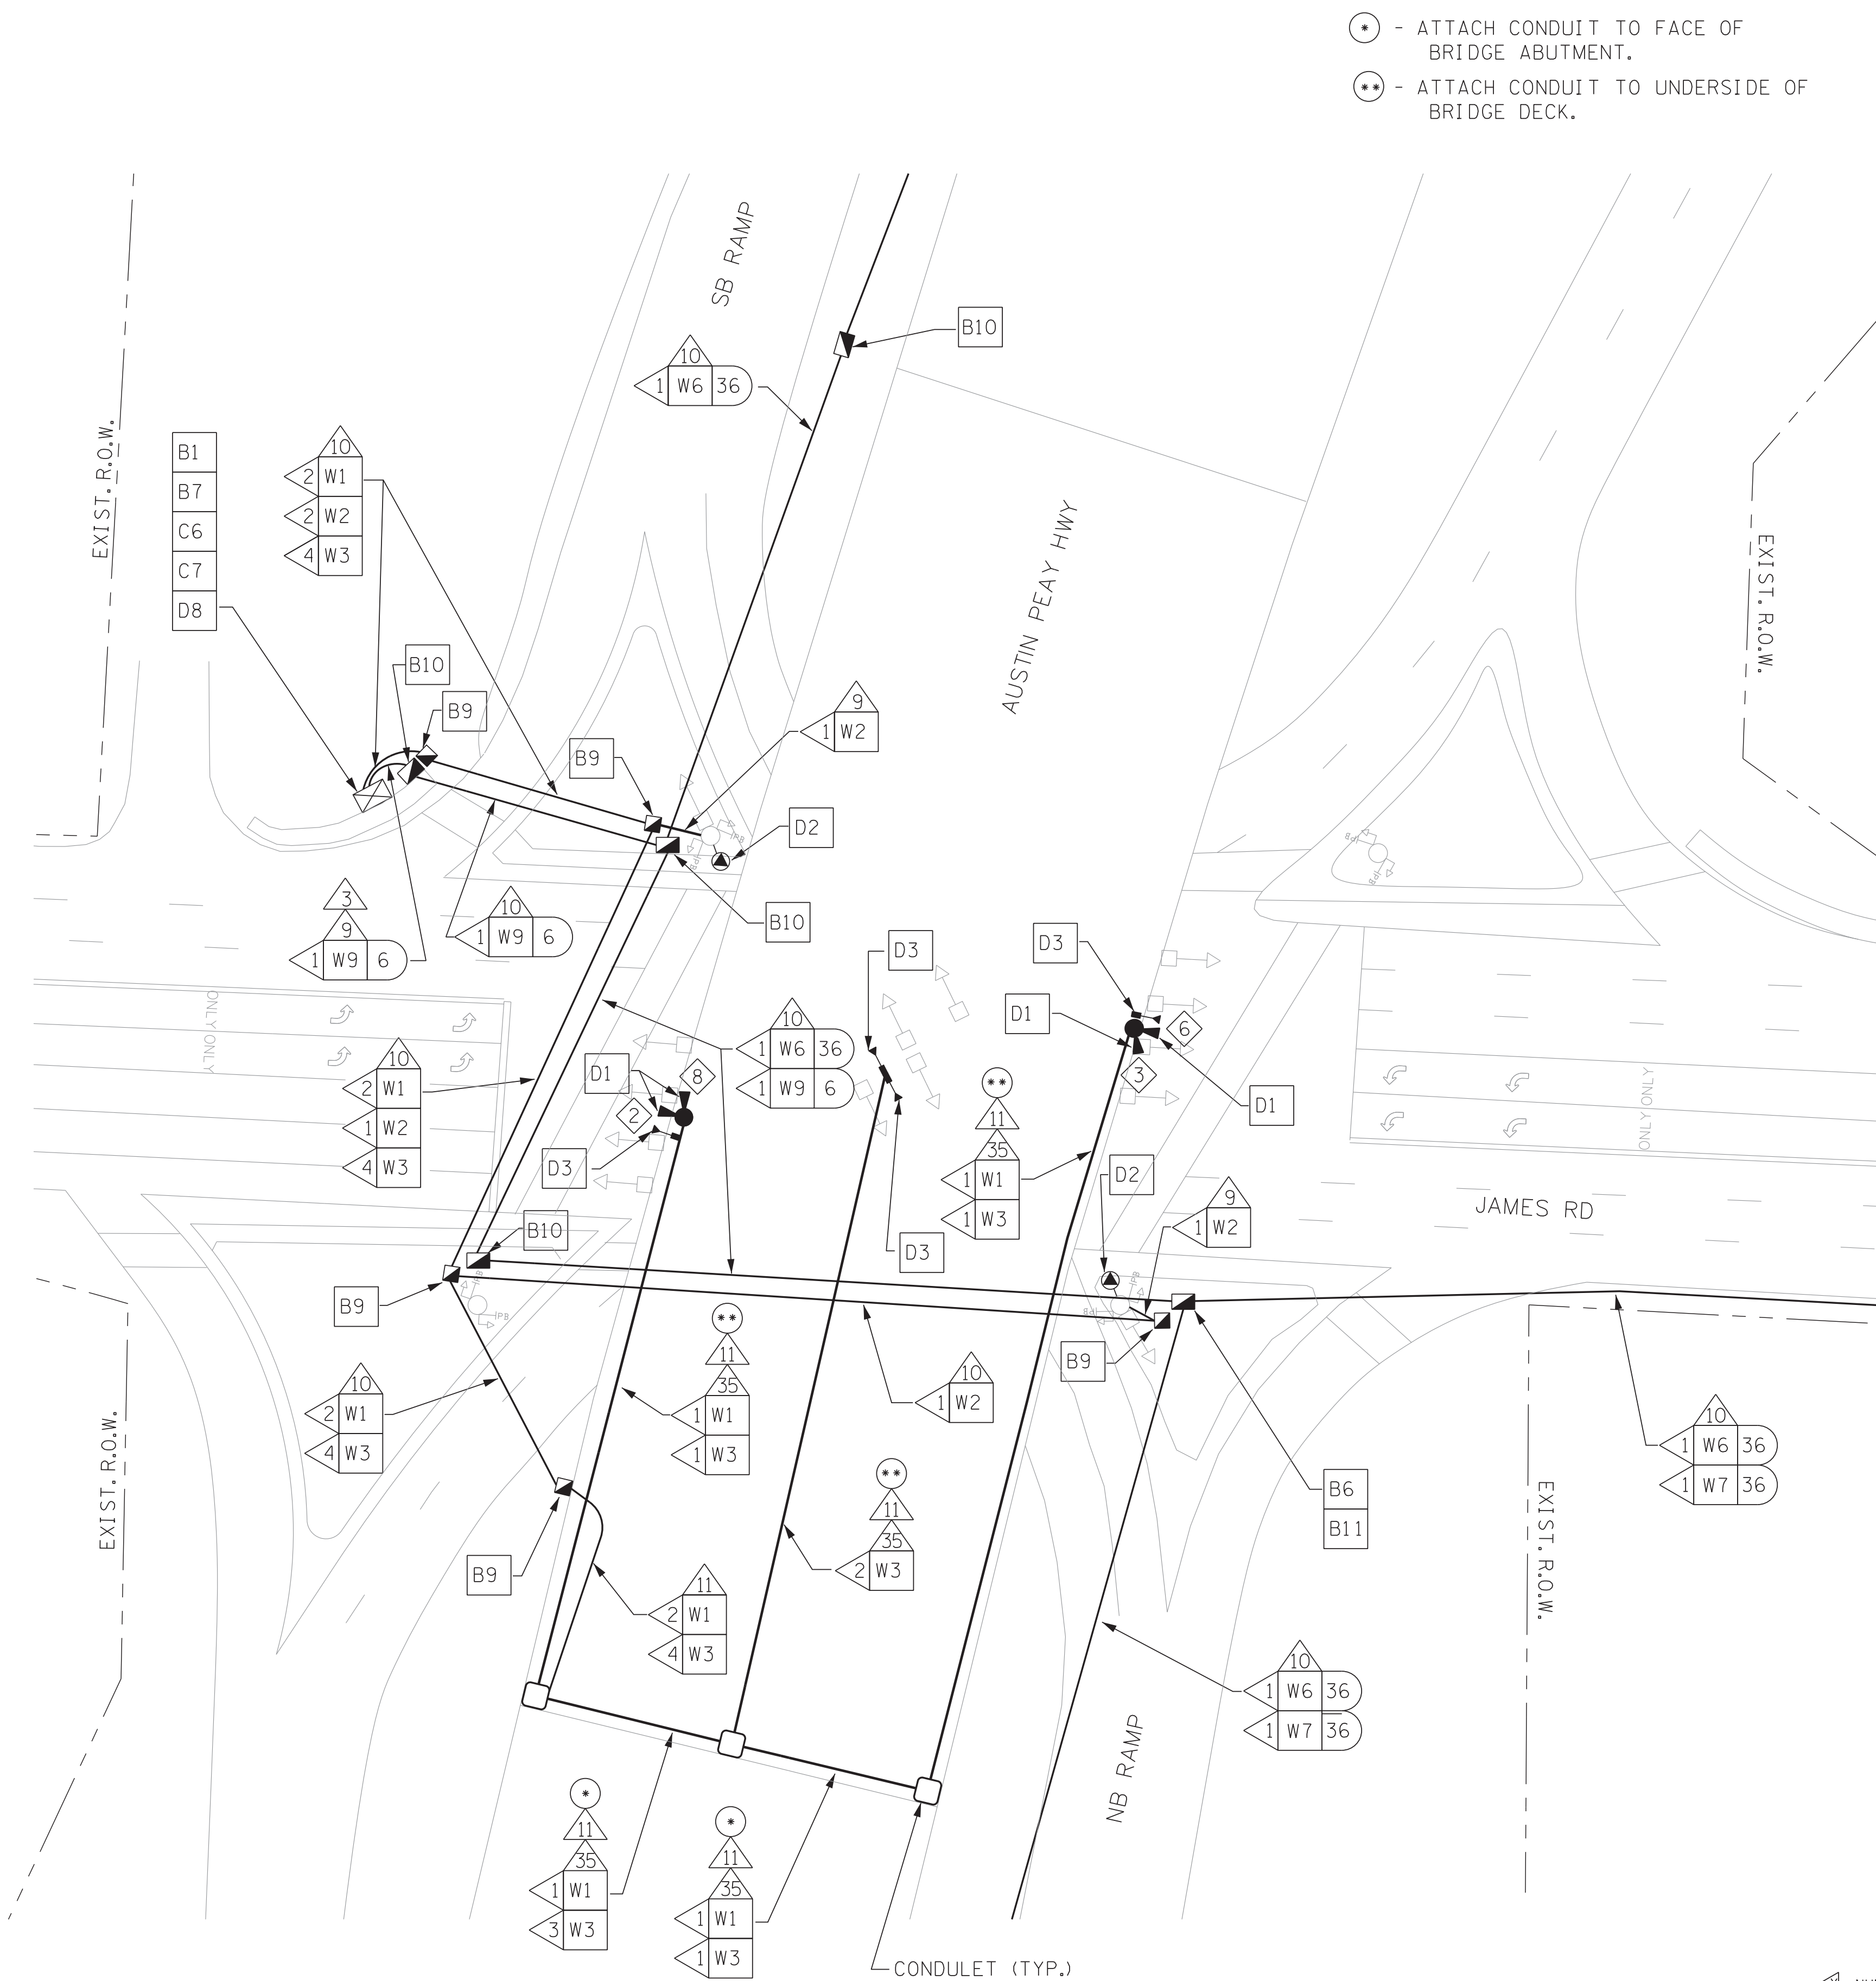 * - ATTACH CONDUIT TO FACE OF
BRIDGE ABUTMENT.
** - ATTACH CONDUIT TO UNDERSIDE OF
BRIDGE DECK.
SB RAMP
B10
10
1 W6 36
EXIST. R.O.W.
B1
B7
C6
C7
D8
10
2 W1
2 W2
4 W3
AUSTIN PEAY HWY
EXIST. R.O.W.
B10
B9
B9
9
1 W2
D2
IPB
IPB
IPB
IPB
B10
3
9
1 W9 6
10
1 W9 6
D3
D3
D1
6
3
D1
ONLY ONLY
10
1 W6 36
1 W9 6
D1
8
2
D3
10
2 W1
1 W2
4 W3
**
11
35
1 W1
1 W3
D2
9
1 W2
ONLY ONLY
JAMES RD
B10
D3
B9
IPB
IPB
IPB
IPB
B9
**
11
35
1 W1
1 W3
10
1 W2
10
2 W1
4 W3
10
1 W6 36
1 W7 36
EXIST. R.O.W.
B6
B11
EXIST. R.O.W.
**
11
35
2 W3
B9
11
2 W1
4 W3
10
1 W6 36
1 W7 36
NB RAMP
*
11
35
1 W1
3 W3
*
11
35
1 W1
1 W3
CONDULET (TYP.)